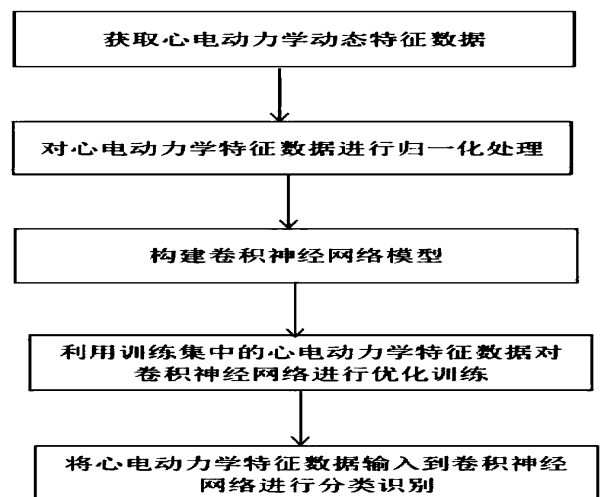 获取心电动力学动态特征数据
对心电动力学特征数据进行归一化处理
构建卷积神经网络模型
利用训练集中的心电动力学特征数据对
卷积神经网络进行优化训练
将心电动力学特征数据输入到卷积神经
网络进行分类识别